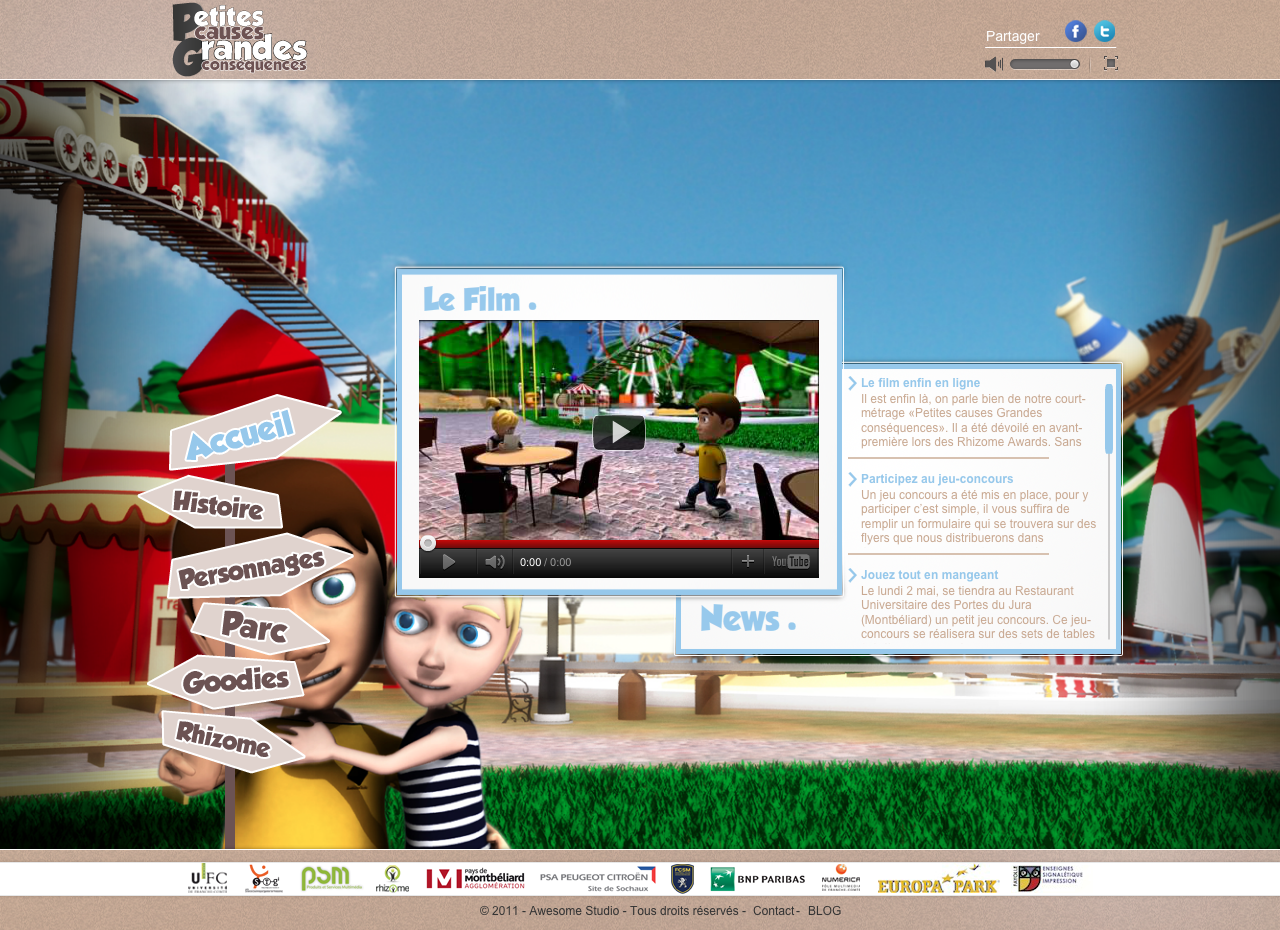 Petites
causes
Grandes
conséquences
Partager
Le Film .
0:00 / 0:00
YouTube
Le film enfin en ligne
Il est enfin là, on parle bien de notre court-
métrage «Petites causes Grandes
conséquences». Il a été dévoilé en avant-
première lors des Rhizome Awards. Sans
Participez au jeu-concours
Un jeu concours a été mis en place, pour y
participer c'est simple, il vous suffira de
remplir un formulaire qui se trouvera sur des
flyers que nous distribuerons dans
Jouez tout en mangeant
Le lundi 2 mai, se tiendra au Restaurant
Universitaire des Portes du Jura
(Montbéliard) un petit jeu concours. Ce jeu-
concours se réalisera sur des sets de tables
News .
Accueil
Histoire
Personnages
Parc
Goodies
Rhizome
UFC
UNIVERSITÉ
psm
rhizome
pays de
Montbéliard
AGGLOMÉRATION
PSA PEUGEOT CITROËN
Site de Sochaux
FCSM
BNP PARIBAS
NUMERICA
EUROPA PARK
ENSEIGNES
SIGNALÉTIQUE
IMPRESSION
© 2011 - Awesome Studio - Tous droits réservés - Contact - BLOG